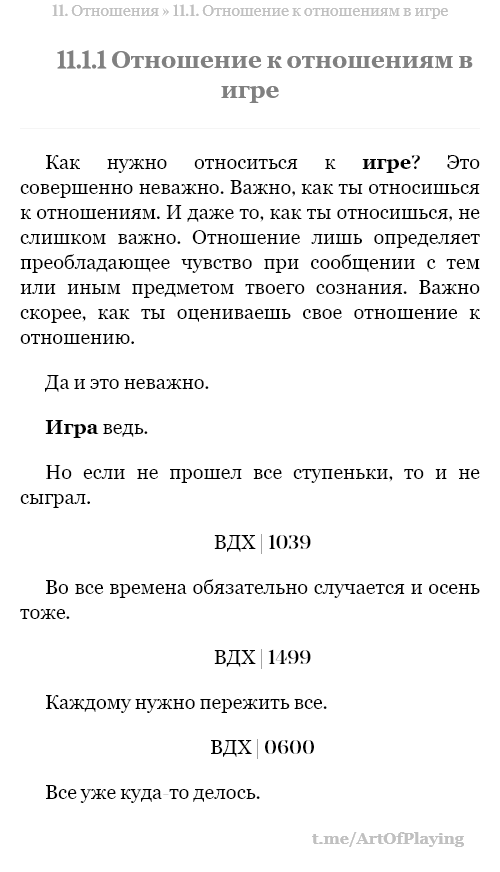 11. Отношения » 11.1. Отношение к отношениям в игре
11.1.1 Отношение к отношениям в
игре
Как нужно относиться к игре? Это
совершенно неважно. Важно, как ты относишься
к отношениям. И даже то, как ты относишься, не
слишком важно. Отношение лишь определяет
преобладающее чувство при сообщении с тем
или иным предметом твоего сознания. Важно
скорее, как ты оцениваешь свое отношение к
отношению.
Да и это неважно.
Игра ведь.
Но если не прошел все ступеньки, то и не
сыграл.
ВДХ | 1039
Во все времена обязательно случается и осень
тоже.
ВДХ | 1499
Каждому нужно пережить все.
ВДХ | 0600
Все уже куда-то делось.
t.me/ArtOfPlaying